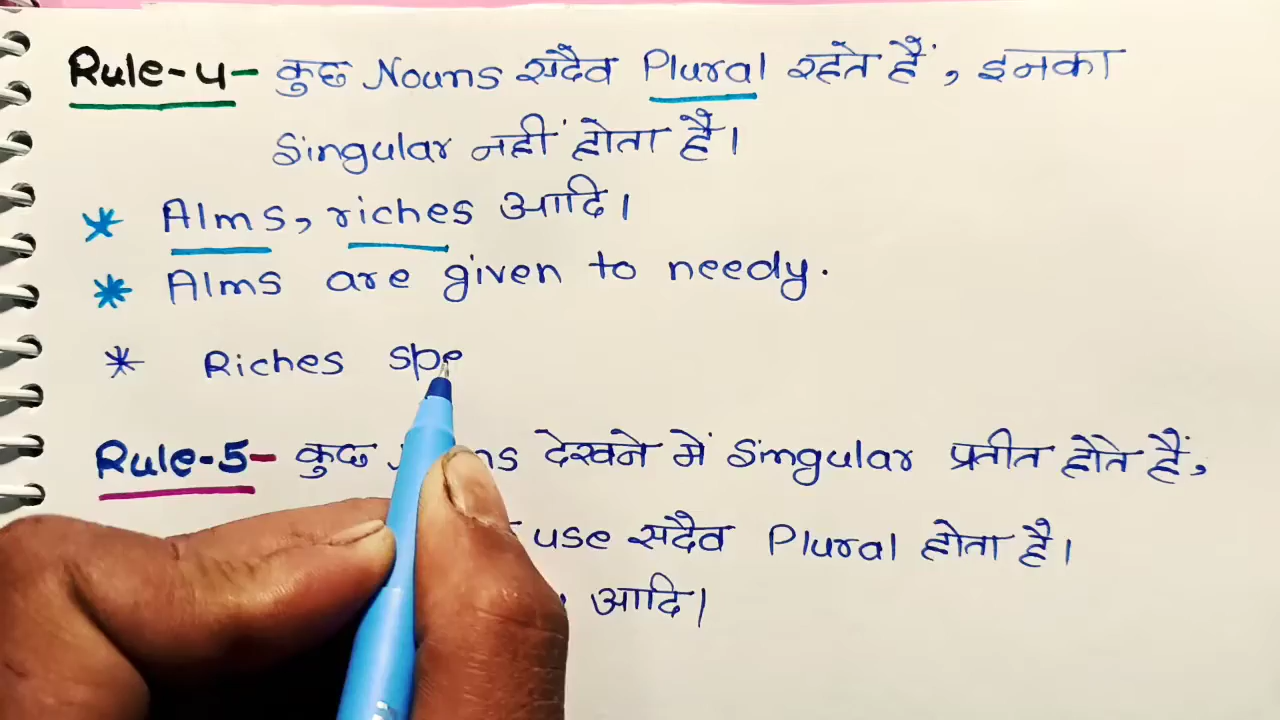 Rule-4- कुछ Nouns सदैव Plural रहते हैं, इनका
Singular नहीं होता है।
* Alms, riches आदि।
* Alms are given to needy.
* Riches spe
Rule-5- कुछ देखने में Singular प्रतीत होते हैं,
use सदैव Plural होता है।
आदि।